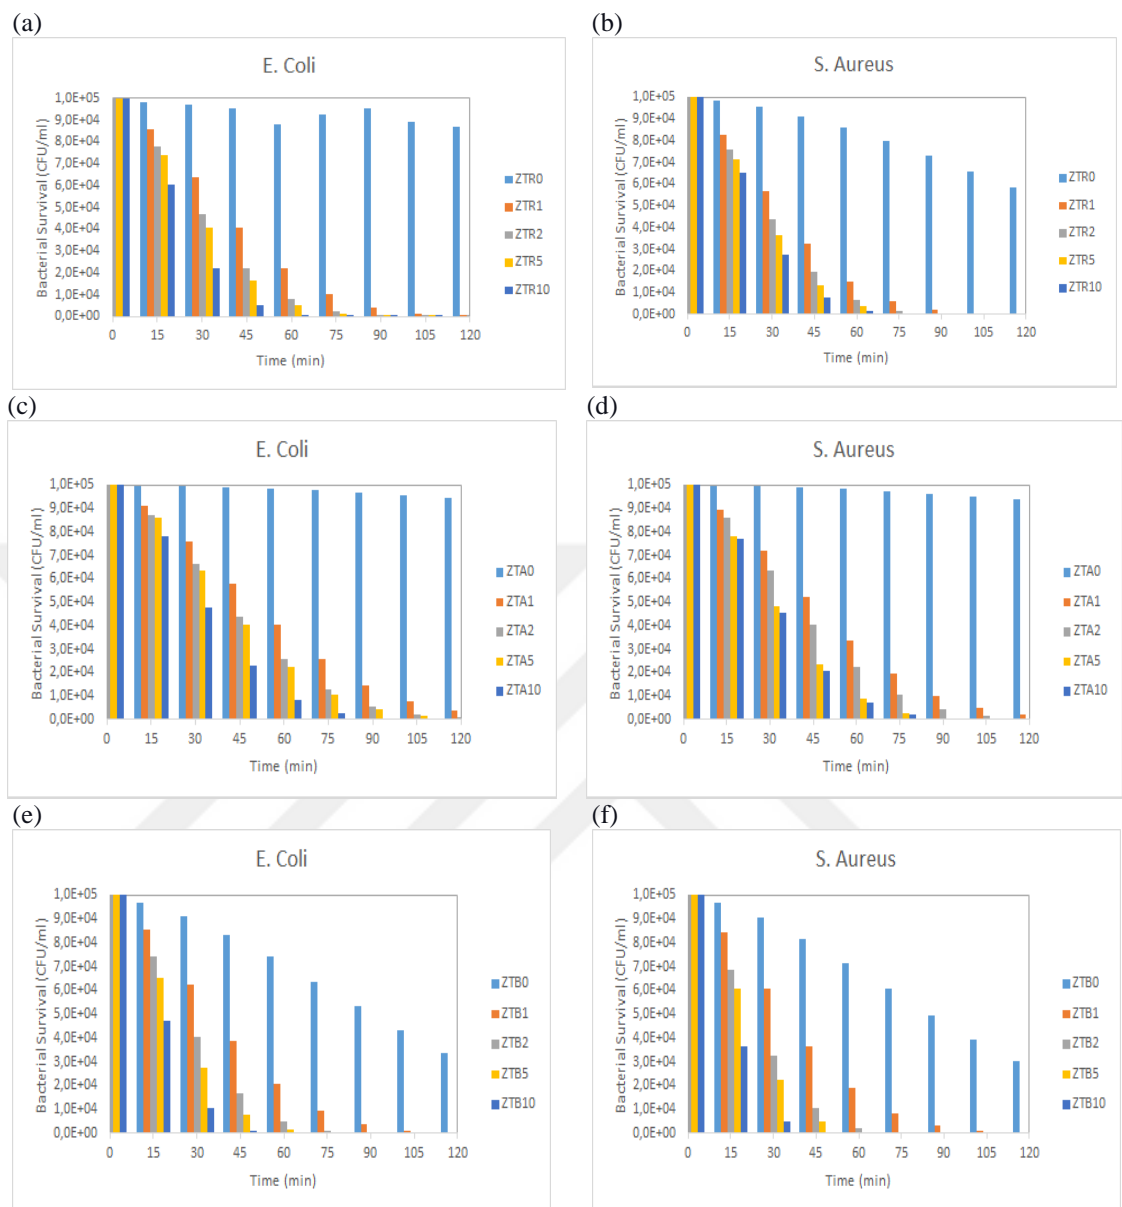 (a)
E. Coli
Bacterial Survival (CFU/ml)
1,0E+05
9,0E+04
8,0E+04
7,0E+04
6,0E+04
5,0E+04
4,0E+04
3,0E+04
2,0E+04
1,0E+04
0,0E+00
0 15 30 45 60 75 90 105 120
Time (min)
ZTR0
ZTR1
ZTR2
ZTR5
ZTR10
(b)
S. Aureus
Bacterial Survival (CFU/ml)
1,0E+05
9,0E+04
8,0E+04
7,0E+04
6,0E+04
5,0E+04
4,0E+04
3,0E+04
2,0E+04
1,0E+04
0,0E+00
0 15 30 45 60 75 90 105 120
Time (min)
ZTR0
ZTR1
ZTR2
ZTR5
ZTR10
(c)
E. Coli
Bacterial Survival (CFU/ml)
1,0E+05
9,0E+04
8,0E+04
7,0E+04
6,0E+04
5,0E+04
4,0E+04
3,0E+04
2,0E+04
1,0E+04
0,0E+00
0 15 30 45 60 75 90 105 120
Time (min)
ZTA0
ZTA1
ZTA2
ZTA5
ZTA10
(d)
S. Aureus
Bacterial Survival (CFU/ml)
1,0E+05
9,0E+04
8,0E+04
7,0E+04
6,0E+04
5,0E+04
4,0E+04
3,0E+04
2,0E+04
1,0E+04
0,0E+00
0 15 30 45 60 75 90 105 120
Time (min)
ZTA0
ZTA1
ZTA2
ZTA5
ZTA10
(e)
E. Coli
Bacterial Survival (CFU/ml)
1,0E+05
9,0E+04
8,0E+04
7,0E+04
6,0E+04
5,0E+04
4,0E+04
3,0E+04
2,0E+04
1,0E+04
0,0E+00
0 15 30 45 60 75 90 105 120
Time (min)
ZTB0
ZTB1
ZTB2
ZTB5
ZTB10
(f)
S. Aureus
Bacterial Survival (CFU/ml)
1,0E+05
9,0E+04
8,0E+04
7,0E+04
6,0E+04
5,0E+04
4,0E+04
3,0E+04
2,0E+04
1,0E+04
0,0E+00
0 15 30 45 60 75 90 105 120
Time (min)
ZTB0
ZTB1
ZTB2
ZTB5
ZTB10